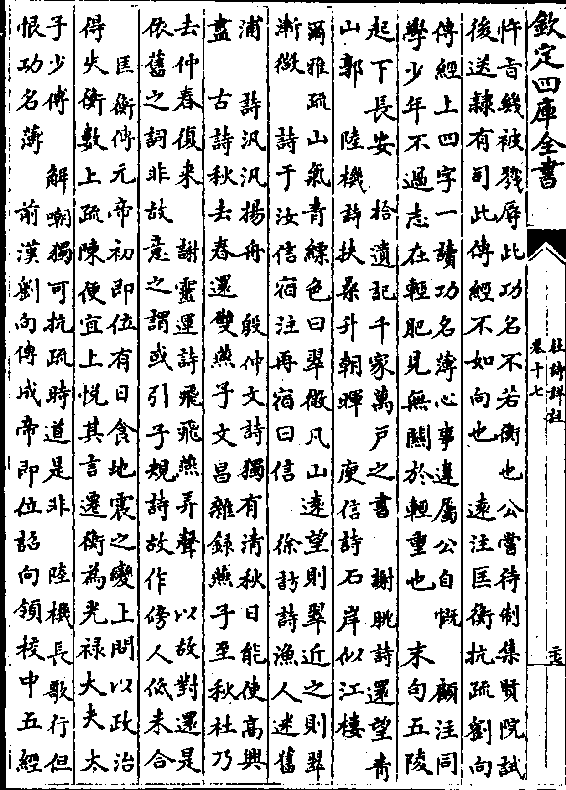 欽定四庫全書
杜詩詳註
卷十七
忤旨幾被戮辱此功名不若衡也公嘗待制集賢院試
後送隸有司此傳經不如向也　遠注匡衡抗疏劉向
傳經上四字一讀功名薄心事違屬公自慨　顧注同
學少年不過志在輕肥見無關於輕重也　末句五陵
起下長安　拾遺記千家萬戶之書　謝朓詩還望青
山郭　陸機詩扶桑升朝暉　庾信詩石岸似江樓
爾雅疏山氣青縹色曰翠微凡山遠望則翠近之則翠
漸微　詩于汝信宿注再宿曰信　徐訪詩漁人迷舊
浦　詩汎汎揚舟　殷仲文詩獨有清秋日能使高興
盡　古詩秋去春還雙燕子文昌雜錄燕子至秋社乃
去仲春復來　謝靈運詩飛飛燕弄聲　以故對還是
依舊之詞非故意之謂或引子規詩故作傍人低未合
匡衡傳元帝初即位有日食地震之變上問以政治
得失衡數上疏陳便宜上悅其言遷衡為光祿大夫太
子少傅　解嘲獨可抗疏時道是非　陸機長歌行但
恨功名薄　前漢劉向傳成帝即位詔向領校中五經